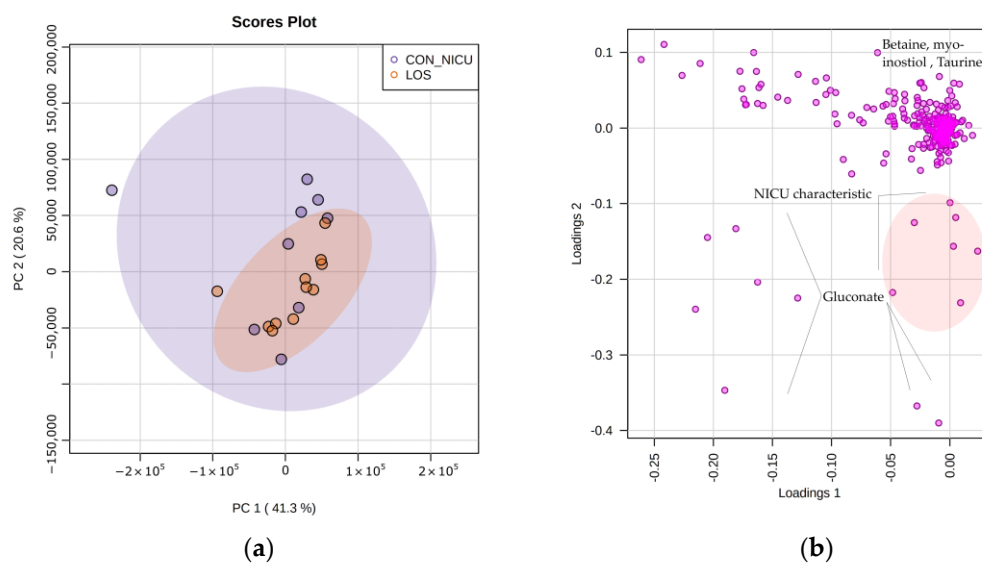 Scores Plot
CON_NICU
LOS
200,000
150,000
100,000
50,000
0
−50,000
−150,000
PC 2 ( 20.6 %)
−2×10⁵
−1×10⁵
0
1×10⁵
2×10⁵
PC 1 ( 41.3 %)
(a)
Betaine, myo-
inostiol , Taurine
NICU characteristic
Gluconate
0.1
0.0
-0.1
-0.2
-0.3
-0.4
Loadings 2
-0.25
-0.20
-0.15
-0.10
-0.05
0.00
Loadings 1
(b)